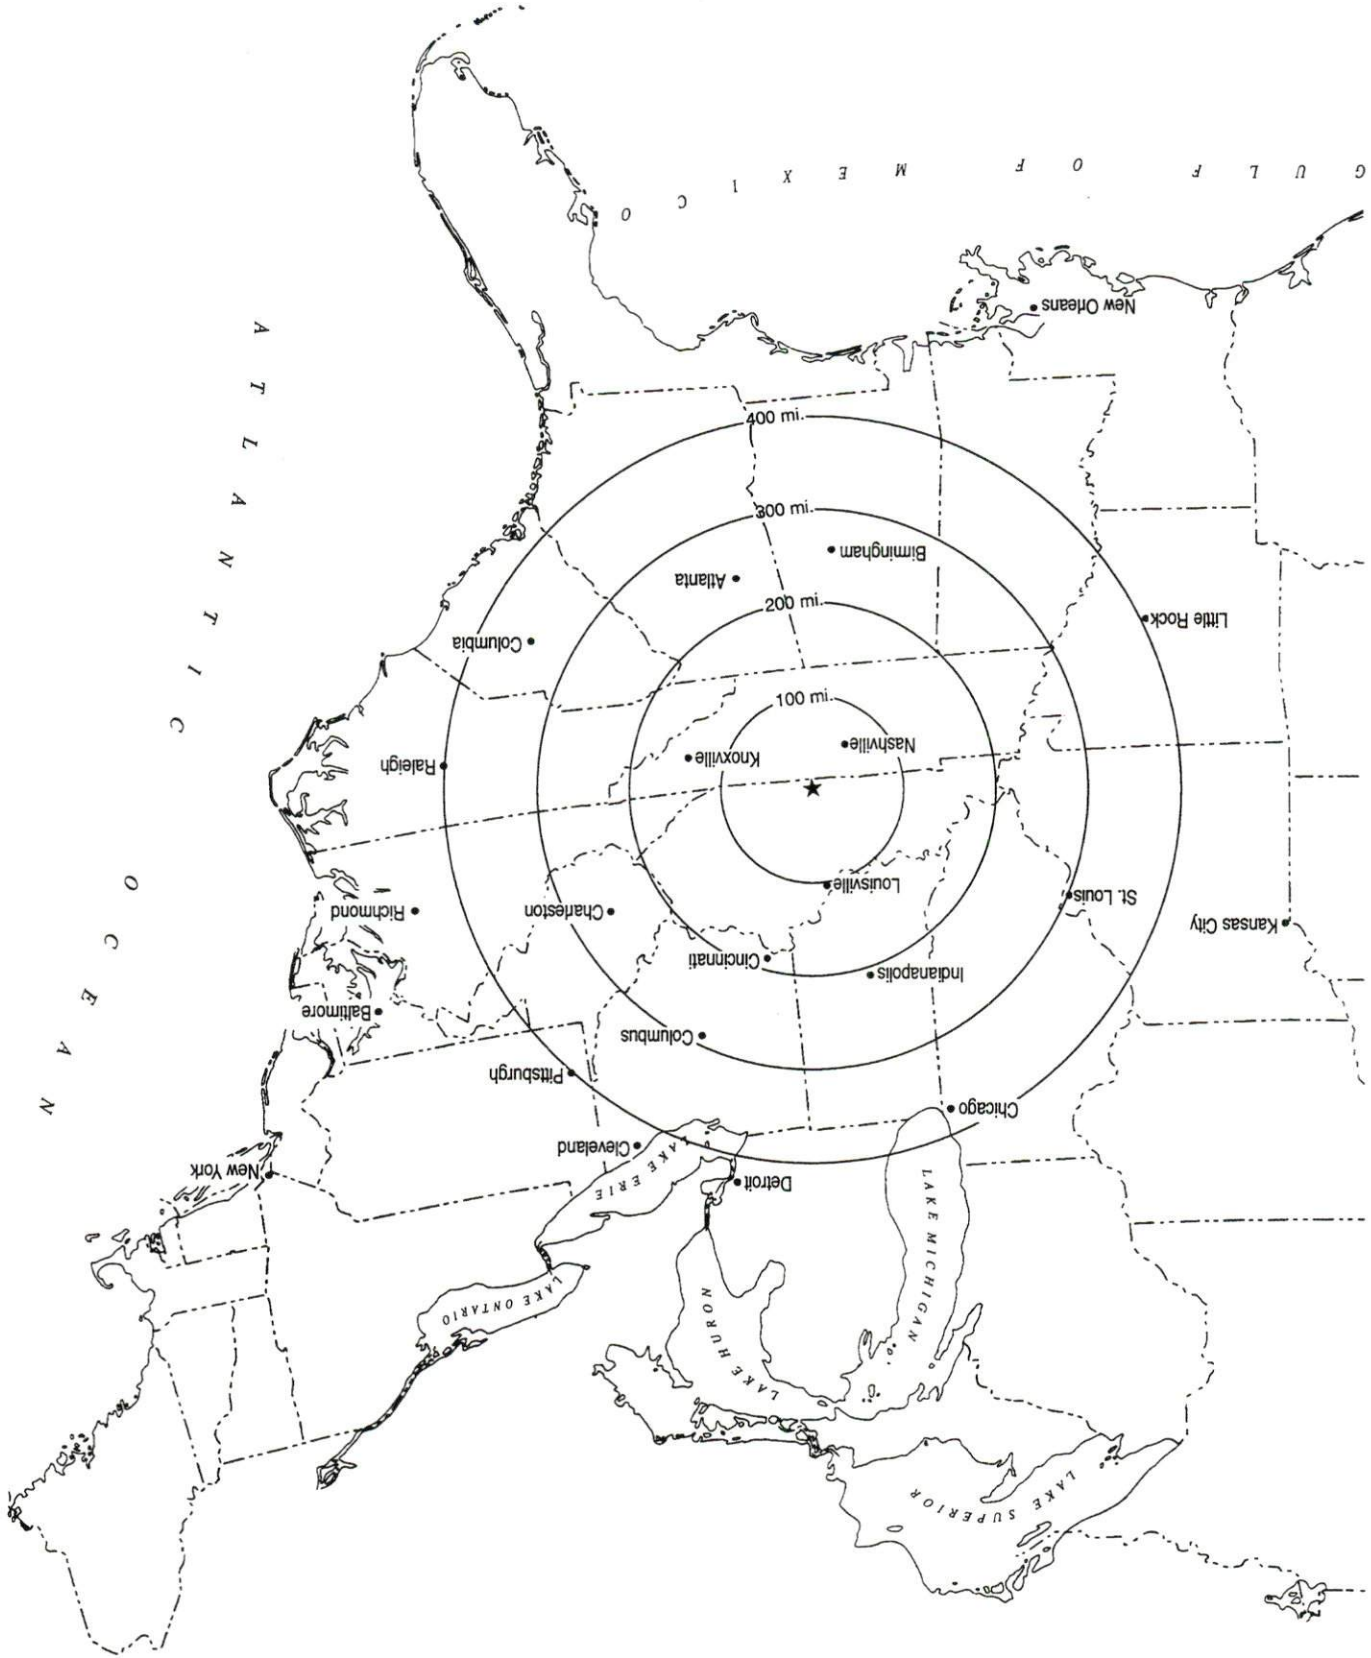 LAKE SUPERIOR
LAKE MICHIGAN
LAKE HURON
LAKE ONTARIO
LAKE ERIE
Detroit
New York
Cleveland
Chicago
Pittsburgh
Columbus
Baltimore
Indianapolis
Cincinnati
Kansas City
St. Louis
Louisville
Charleston
Richmond
Nashville
Knoxville
Raleigh
100 mi.
Little Rock
Columbia
200 mi.
Atlanta
Birmingham
300 mi.
400 mi.
New Orleans
GULF OF MEXICO
ATLANTIC OCEAN